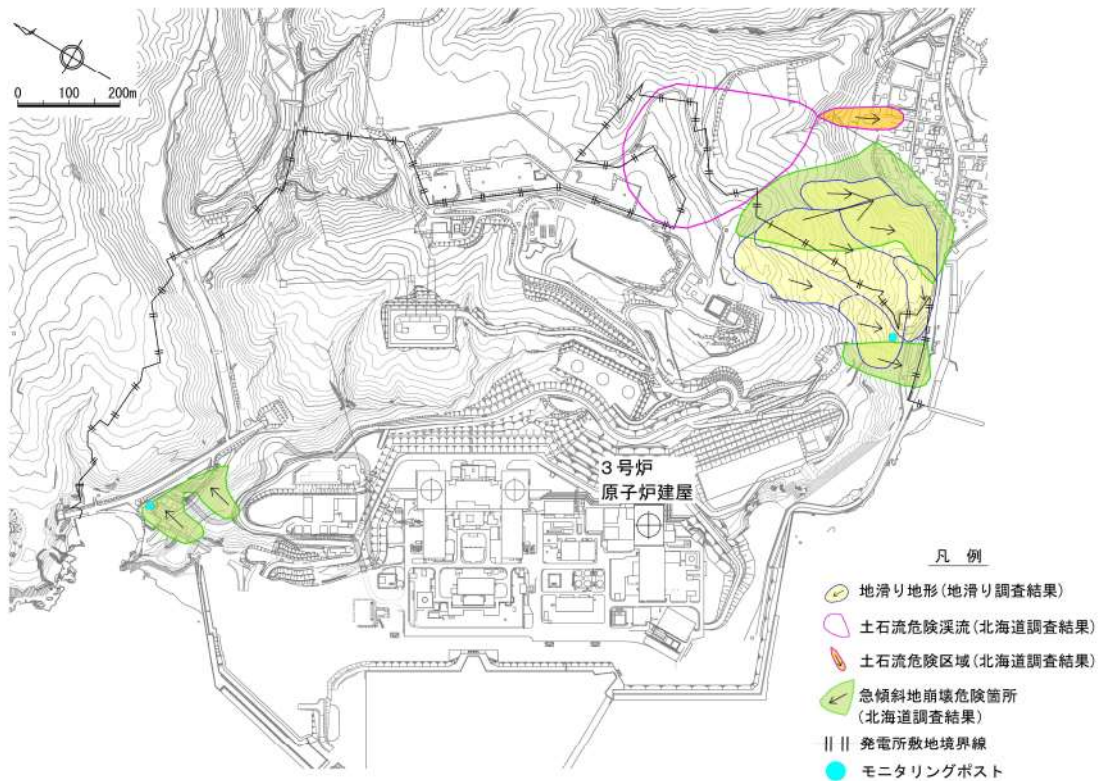 0 100 200m
3号炉
原子炉建屋
凡 例
地滑り地形(地滑り調査結果)
土石流危険渓流(北海道調査結果)
土石流危険区域(北海道調査結果)
急傾斜地崩壊危険箇所
(北海道調査結果)
発電所敷地境界線
モニタリングポスト